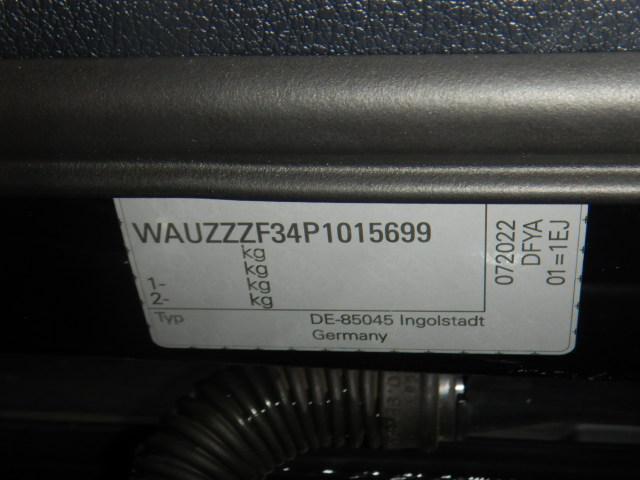 WAUZZZF34P1015699
kg
kg
1- kg
2- kg
Typ DE-85045 Ingolstadt
Germany
072022
DFYA
01=1EJ